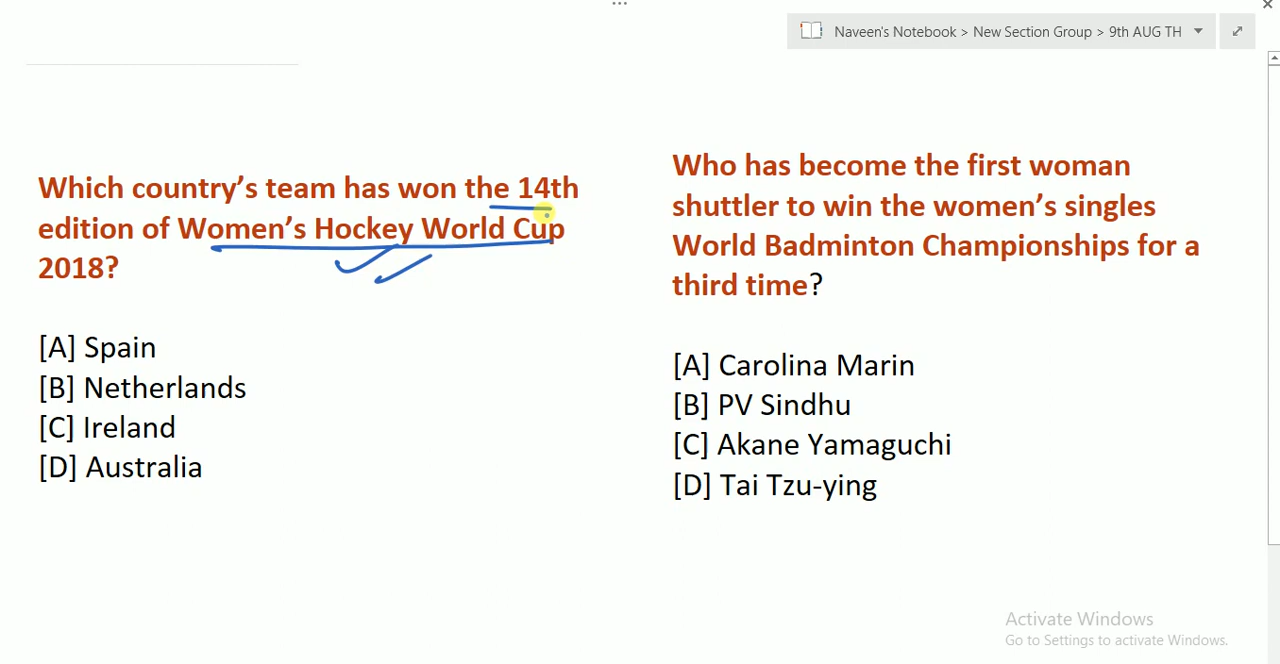 Naveen's Notebook > New Section Group > 9th AUG TH
Which country's team has won the 14th
edition of Women's Hockey World Cup
2018?
[A] Spain
[B] Netherlands
[C] Ireland
[D] Australia
Who has become the first woman
shuttler to win the women's singles
World Badminton Championships for a
third time?
[A] Carolina Marin
[B] PV Sindhu
[C] Akane Yamaguchi
[D] Tai Tzu-ying
Activate Windows
Go to Settings to activate Windows.